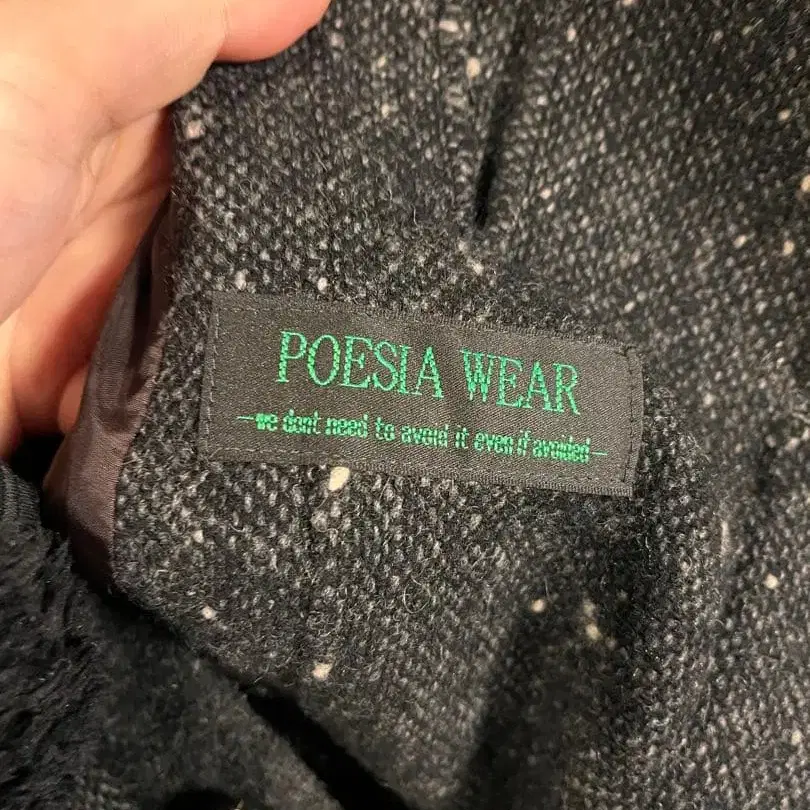 POESIA WEAR
—we dont need to avoid it even if avoided—